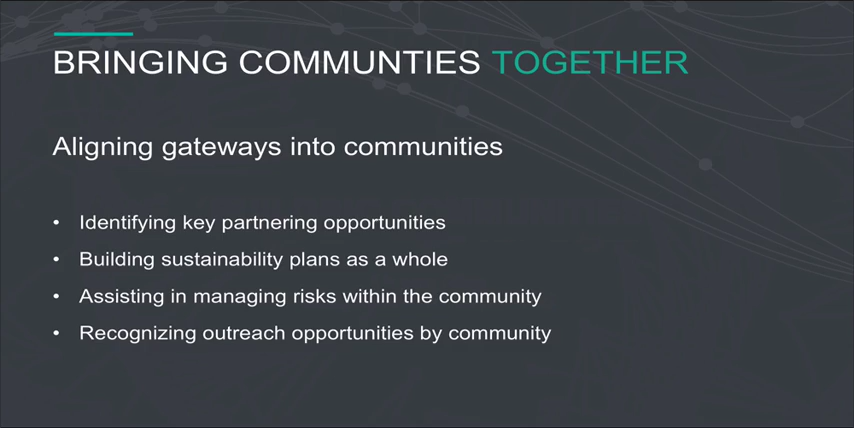 BRINGING COMMUNTIES TOGETHER
Aligning gateways into communities
• Identifying key partnering opportunities
• Building sustainability plans as a whole
• Assisting in managing risks within the community
• Recognizing outreach opportunities by community